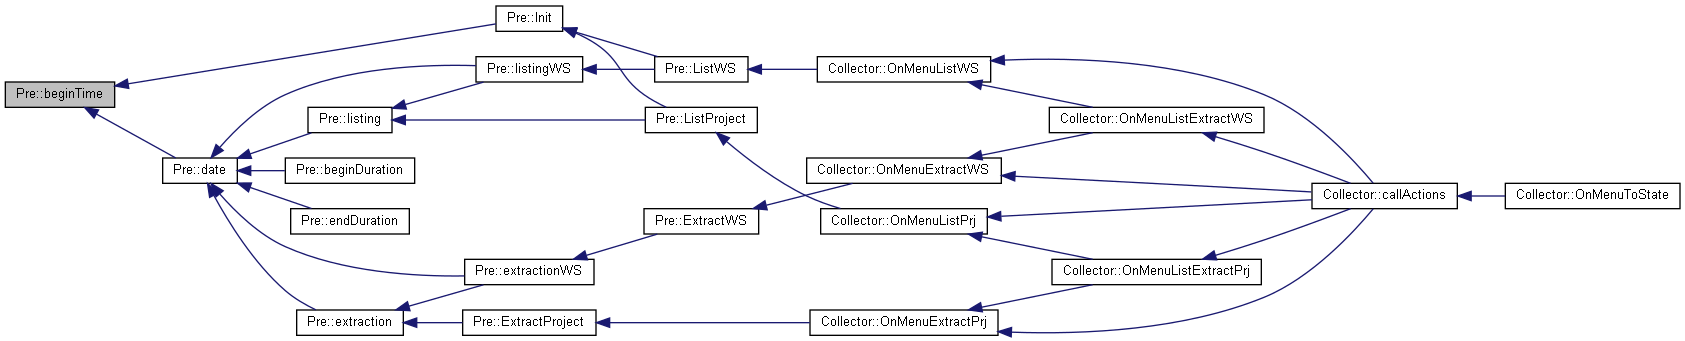 Pre::Init
Pre::listingWS
Pre::ListWS
Collector::OnMenuListWS
Pre::beginTime
Pre::listing
Pre::ListProject
Collector::OnMenuListExtractWS
Pre::date
Pre::beginDuration
Collector::OnMenuExtractWS
Collector::callActions
Collector::OnMenuToState
Pre::endDuration
Pre::ExtractWS
Collector::OnMenuListPrj
Pre::extractionWS
Collector::OnMenuListExtractPrj
Pre::extraction
Pre::ExtractProject
Collector::OnMenuExtractPrj